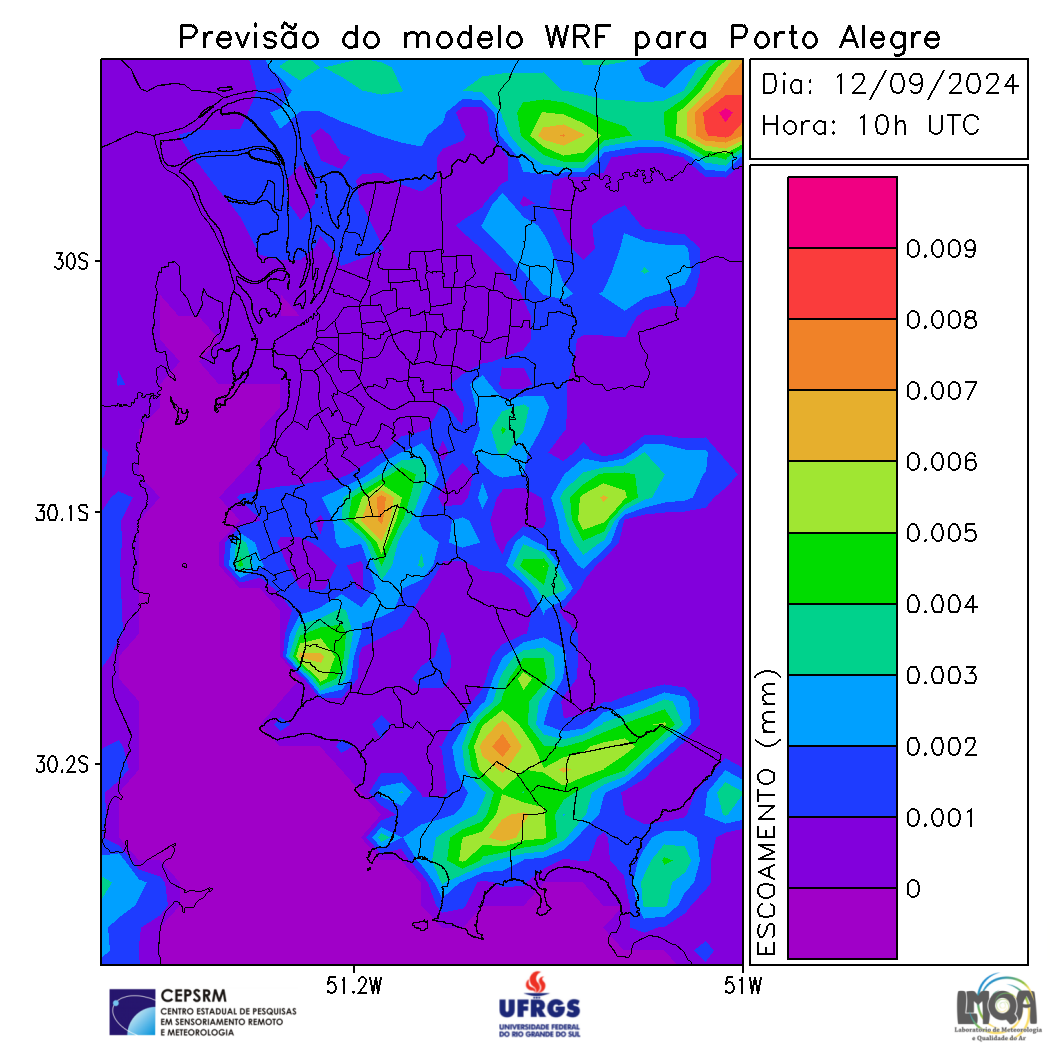 Previsão do modelo WRF para Porto Alegre
Dia: 12/09/2024
Hora: 10h UTC
30S
30.1S
30.2S
51.2W
51W
0.009
0.008
0.007
0.006
0.005
0.004
0.003
0.002
0.001
0
ESCOAMENTO (mm)
CEPSRM
CENTRO ESTADUAL DE PESQUISAS
EM SENSORIAMENTO REMOTO
E METEOROLOGIA
UFRGS
UNIVERSIDADE FEDERAL
DO RIO GRANDE DO SUL
LMQA
Laboratório de Meteorologia
e Qualidade do Ar